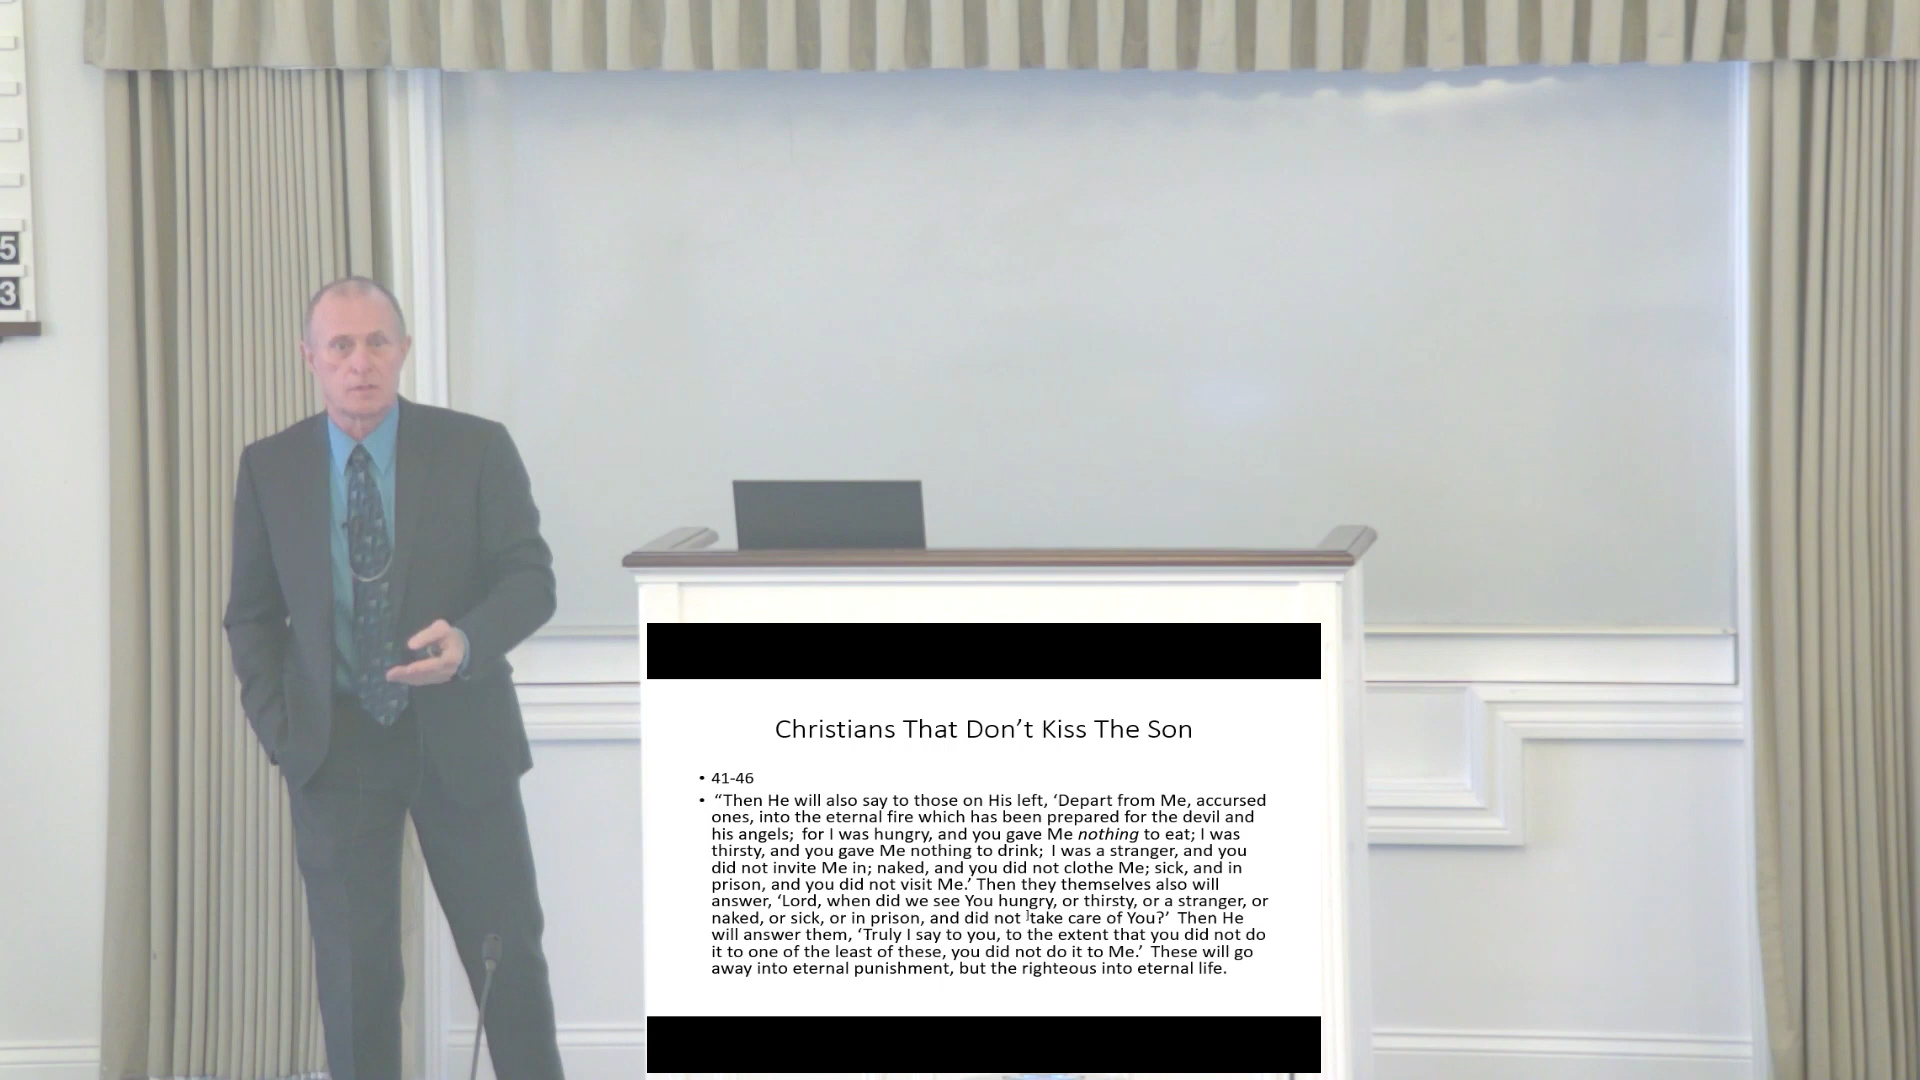 5
3
Christians That Don’t Kiss The Son
• 41-46
• “Then He will also say to those on His left, ‘Depart from Me, accursed
ones, into the eternal fire which has been prepared for the devil and
his angels;  for I was hungry, and you gave Me nothing to eat; I was
thirsty, and you gave Me nothing to drink;  I was a stranger, and you
did not invite Me in; naked, and you did not clothe Me; sick, and in
prison, and you did not visit Me.’ Then they themselves also will
answer, ‘Lord, when did we see You hungry, or thirsty, or a stranger, or
naked, or sick, or in prison, and did not ]take care of You?’  Then He
will answer them, ‘Truly I say to you, to the extent that you did not do
it to one of the least of these, you did not do it to Me.’  These will go
away into eternal punishment, but the righteous into eternal life.